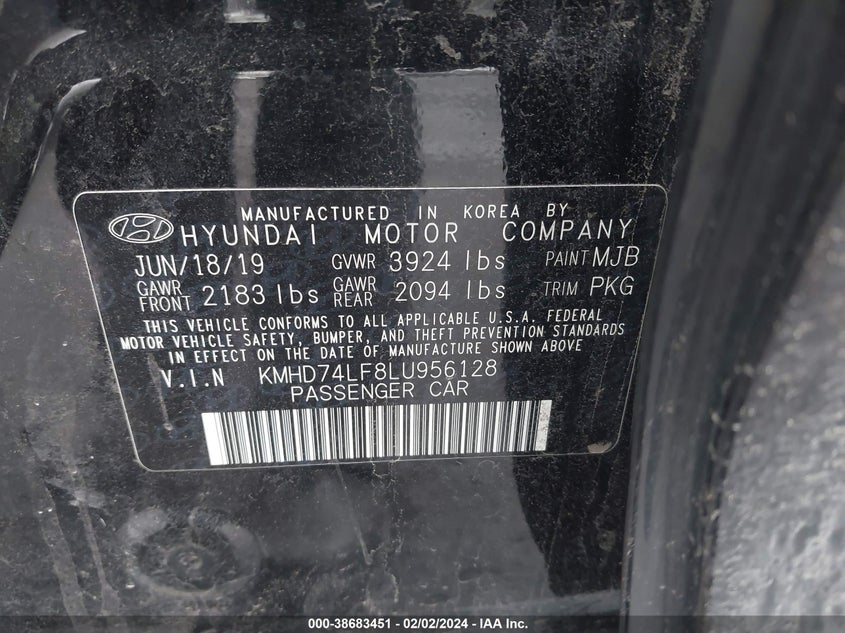 MANUFACTURED IN KOREA BY
HYUNDAI MOTOR COMPANY
JUN/18/19 GVWR 3924 lbs PAINT MJB
GAWR FRONT 2183 lbs GAWR REAR 2094 lbs TRIM PKG
THIS VEHICLE CONFORMS TO ALL APPLICABLE U.S.A. FEDERAL
MOTOR VEHICLE SAFETY, BUMPER, AND THEFT PREVENTION STANDARDS
IN EFFECT ON THE DATE OF MANUFACTURE SHOWN ABOVE
V.I.N KMHD74LF8LU956128
PASSENGER CAR
000-38683451 - 02/02/2024 - IAA Inc.